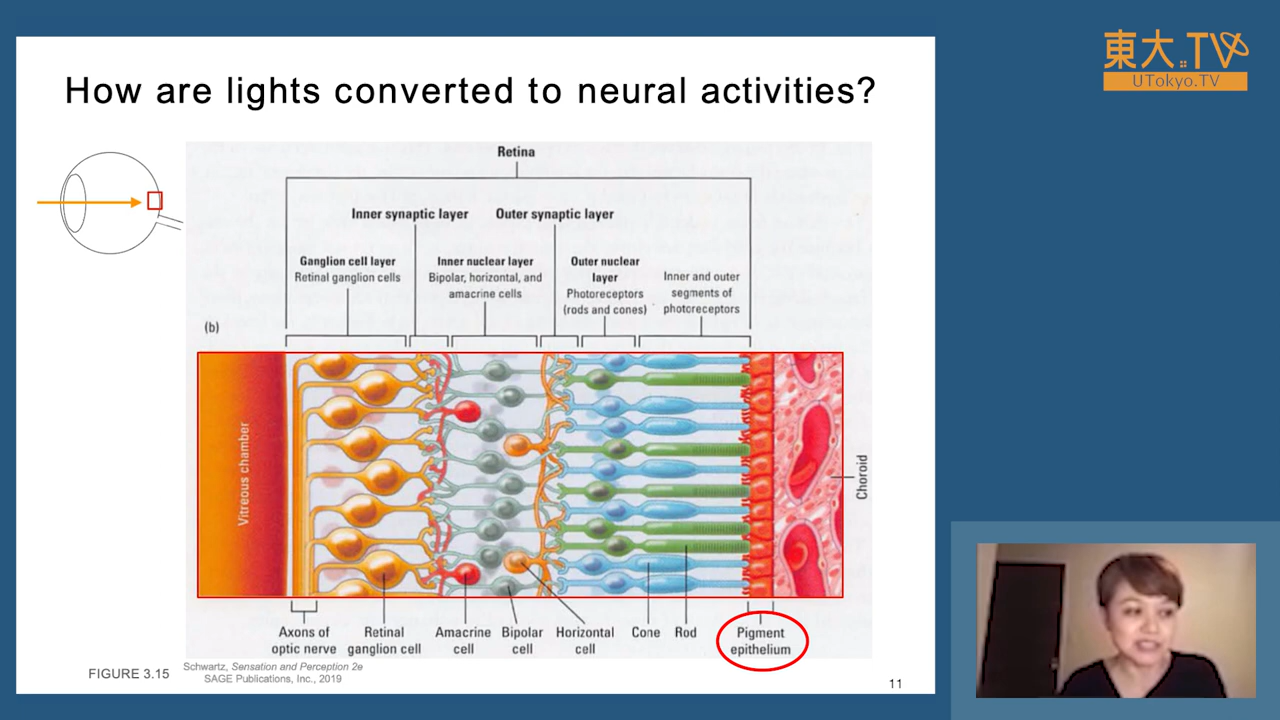 How are lights converted to neural activities?
東大.TV
UTokyo.TV
Retina
Inner synaptic layer
Outer synaptic layer
Ganglion cell layer
Retinal ganglion cells
Inner nuclear layer
Bipolar, horizontal, and
amacrine cells
Outer nuclear
layer
Photoreceptors
(rods and cones)
Inner and outer
segments of
photoreceptors
(b)
Vitreous chamber
Choroid
Axons of
optic nerve
Retinal
ganglion cell
Amacrine
cell
Bipolar
cell
Horizontal
cell
Cone
Rod
Pigment
epithelium
FIGURE 3.15
Schwartz, Sensation and Perception 2e
SAGE Publications, Inc., 2019
11